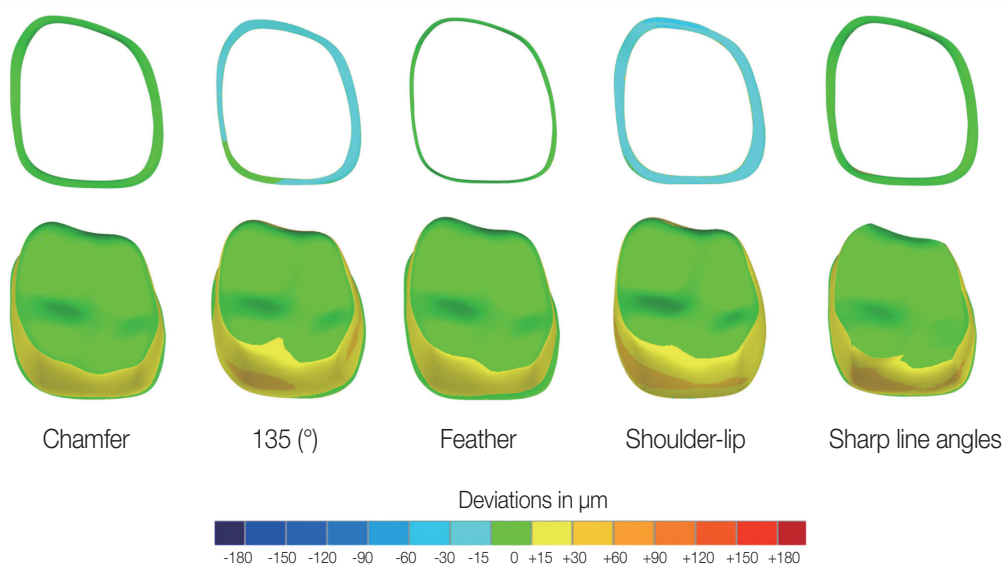 Chamfer 135 (°) Feather Shoulder-lip Sharp line angles
Deviations in µm
-180 -150 -120 -90 -60 -30 -15 0 +15 +30 +60 +90 +120 +150 +180